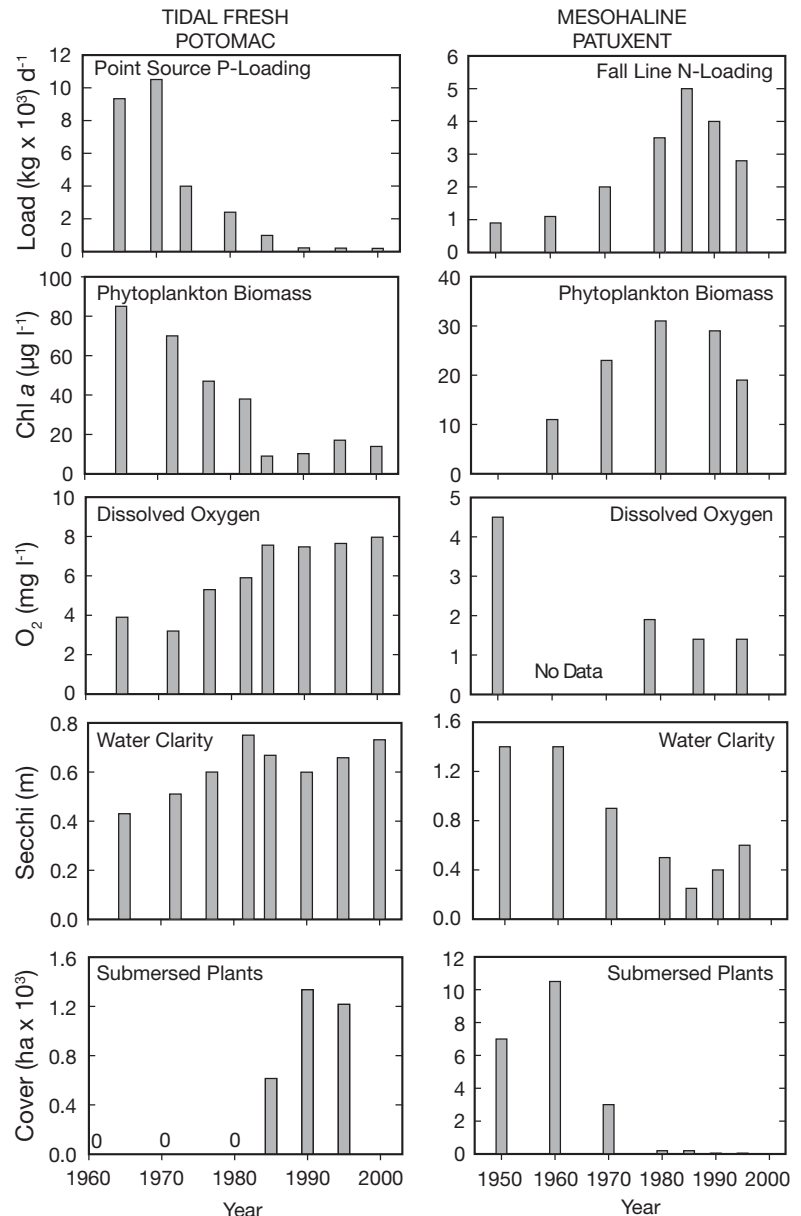 TIDAL FRESH
POTOMAC
MESOHALINE
PATUXENT
Load (kg x 10³) d⁻¹
12
10
8
6
4
2
0
Point Source P-Loading
6
5
4
3
2
1
0
Fall Line N-Loading
Chl a (µg l⁻¹)
100
80
60
40
20
0
Phytoplankton Biomass
40
30
20
10
0
Phytoplankton Biomass
O₂ (mg l⁻¹)
10
8
6
4
2
0
Dissolved Oxygen
5
4
3
2
1
0
Dissolved Oxygen
No Data
Secchi (m)
0.8
0.6
0.4
0.2
0.0
Water Clarity
1.6
1.2
0.8
0.4
0.0
Water Clarity
Cover (ha x 10³)
1.6
1.2
0.8
0.4
0.0
Submersed Plants
0 0 0
1960 1970 1980 1990 2000
Year
12
10
8
6
4
2
0
Submersed Plants
1950 1960 1970 1980 1990 2000
Year